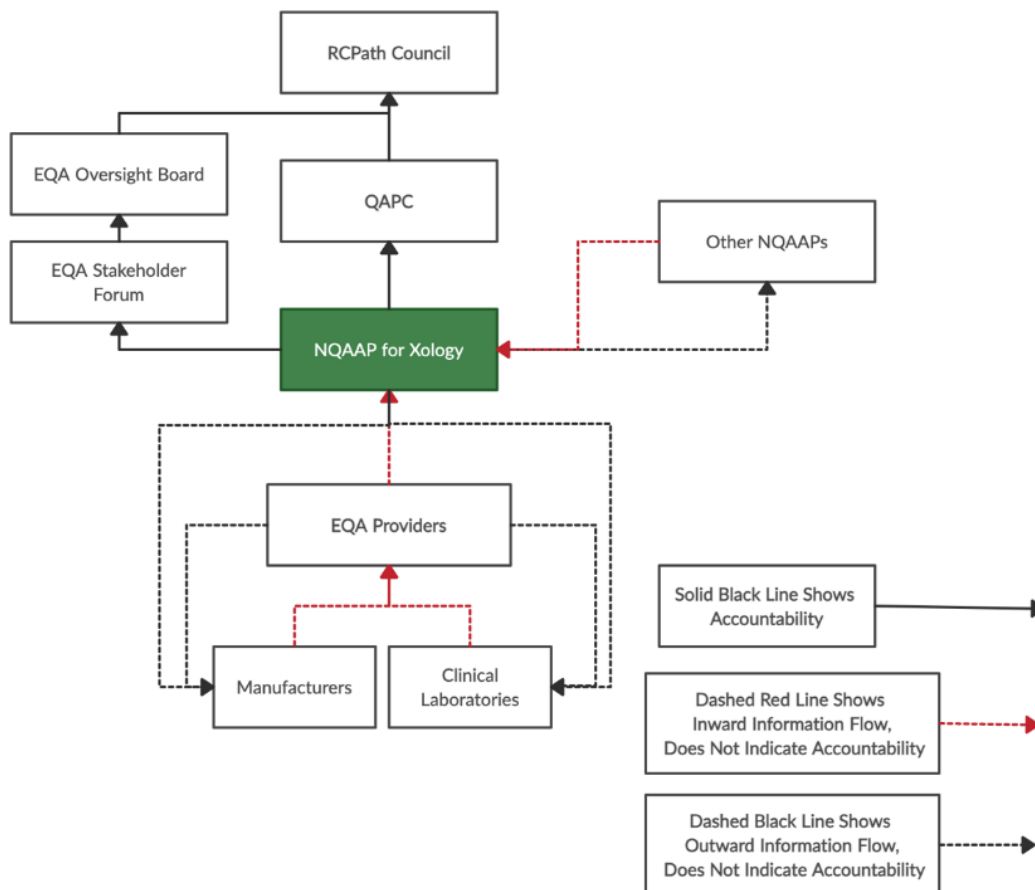 RCPath Council
EQA Oversight Board
QAPC
Other NQAAPs
EQA Stakeholder
Forum
NQAAP for Xology
EQA Providers
Manufacturers
Clinical
Laboratories
Solid Black Line Shows
Accountability
Dashed Red Line Shows
Inward Information Flow,
Does Not Indicate Accountability
Dashed Black Line Shows
Outward Information Flow,
Does Not Indicate Accountability